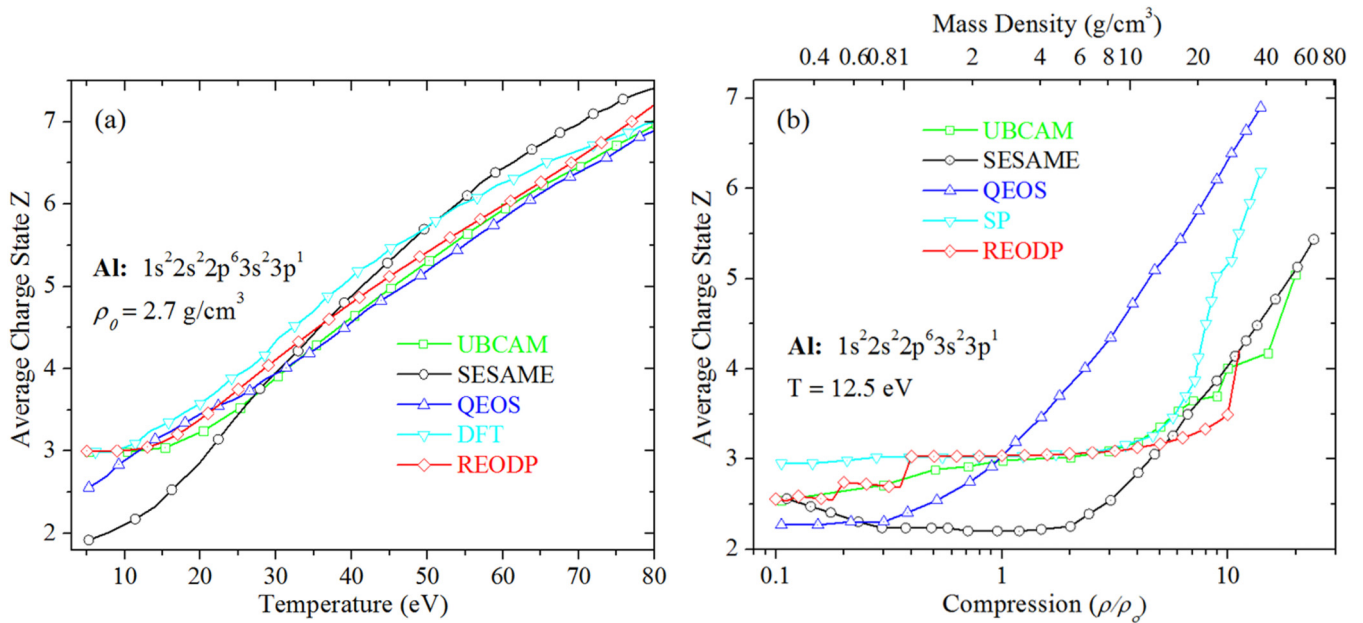 (a)
Al: 1s²2s²2p⁶3s²3p¹
ρ₀ = 2.7 g/cm³
UBCAM
SESAME
QEOS
DFT
REODP
Average Charge State Z
7
6
5
4
3
2
10 20 30 40 50 60 70 80
Temperature (eV)
Mass Density (g/cm³)
0.4 0.6 0.81 2 4 6 8 10 20 40 60 80
(b)
UBCAM
SESAME
QEOS
SP
REODP
Al: 1s²2s²2p⁶3s²3p¹
T = 12.5 eV
Average Charge State Z
7
6
5
4
3
2
0.1 1 10
Compression (ρ/ρₒ)